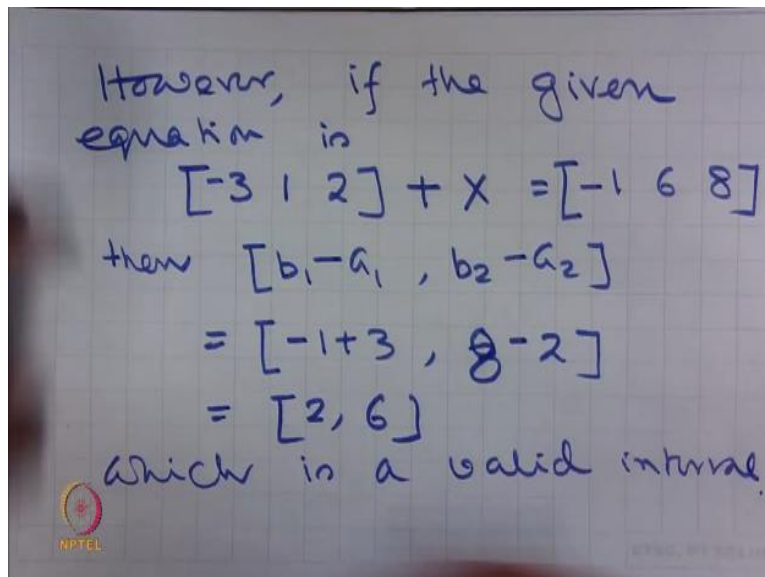 However, if the given
equation is
[-3 1 2] + X = [-1 6 8]
then [b₁-a₁ , b₂-a₂]
= [-1+3 , 8-2]
= [2, 6]
which is a valid interval.
NPTEL